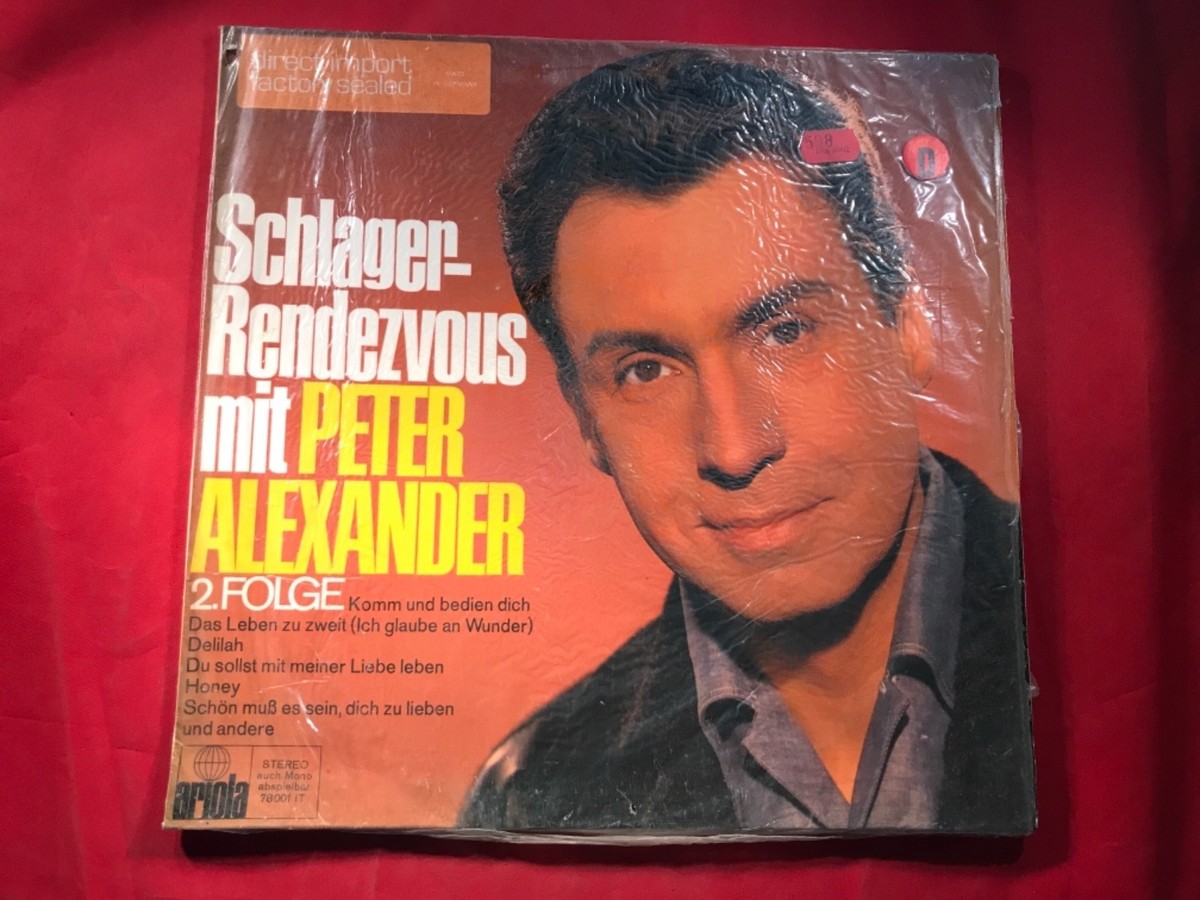 direct import
factory sealed
Schlager-
Rendezvous
mit PETER
ALEXANDER
2. FOLGE Komm und bedien dich
Das Leben zu zweit (Ich glaube an Wunder)
Delilah
Du sollst mit meiner Liebe leben
Honey
Schön muß es sein, dich zu lieben
und andere
ariola
STEREO
auch Mono
abspielbar
78001 IT